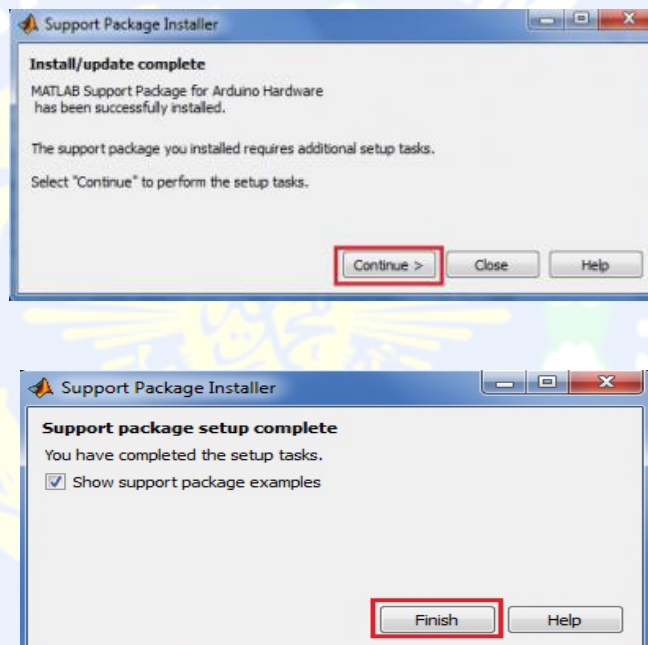 Support Package Installer
Install/update complete
MATLAB Support Package for Arduino Hardware
has been successfully installed.
The support package you installed requires additional setup tasks.
Select "Continue" to perform the setup tasks.
Continue > Close Help
Support Package Installer
Support package setup complete
You have completed the setup tasks.
Show support package examples
Finish Help